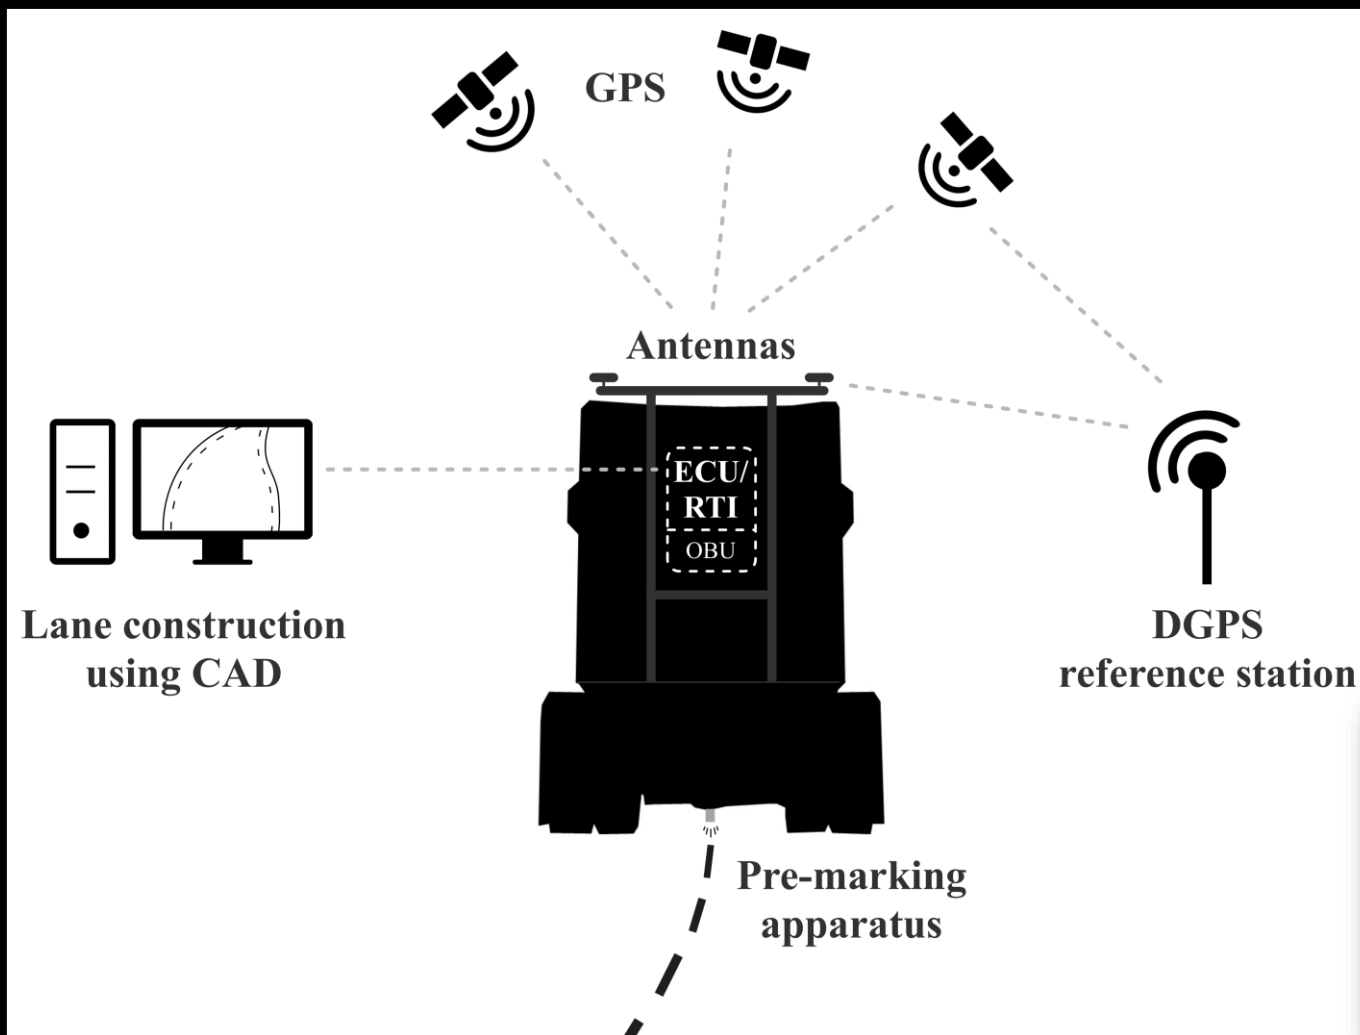 GPS
Antennas
ECU/
RTI
OBU
Lane construction
using CAD
DGPS
reference station
Pre-marking
apparatus